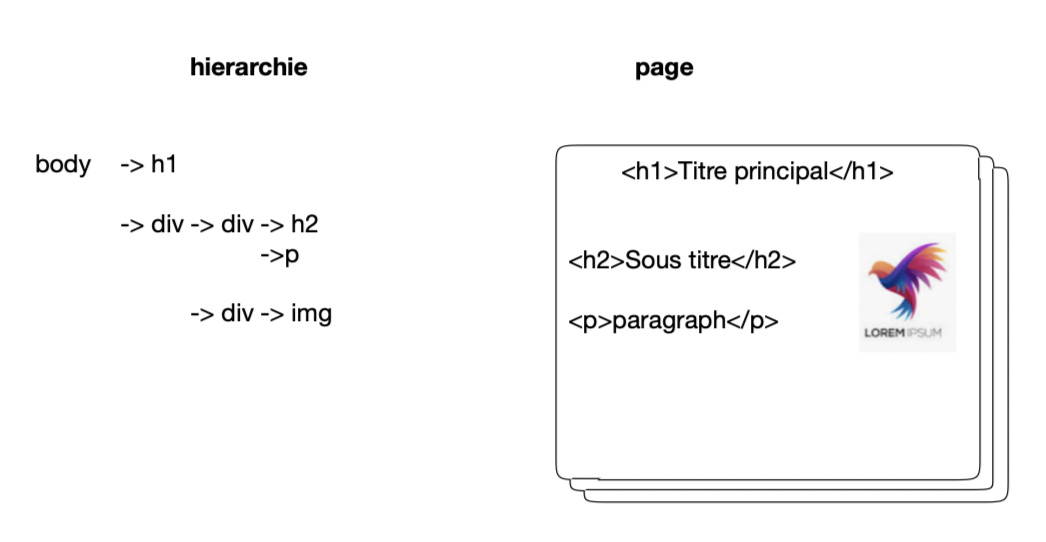 hierarchie
page
body -> h1
-> div -> div -> h2
->p
-> div -> img
<h1>Titre principal</h1>
<h2>Sous titre</h2>
<p>paragraph</p>
LOREM IPSUM